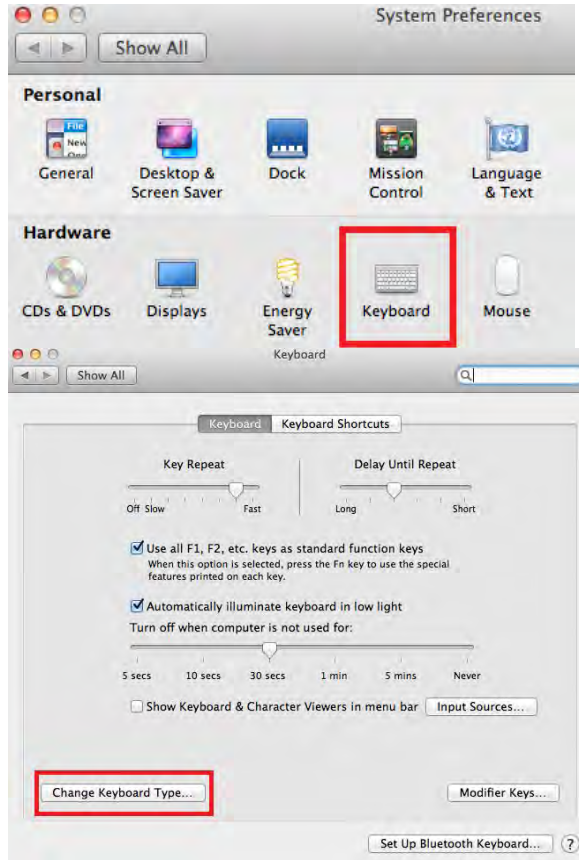 System Preferences
Show All
Personal
File
New
General
Desktop &
Screen Saver
Dock
Mission
Control
Language
& Text
Hardware
CDs & DVDs
Displays
Energy
Saver
Keyboard
Mouse
Keyboard
Show All
Keyboard Keyboard Shortcuts
Key Repeat Delay Until Repeat
Off Slow Fast Long Short
Use all F1, F2, etc. keys as standard function keys
When this option is selected, press the Fn key to use the special
features printed on each key.
Automatically illuminate keyboard in low light
Turn off when computer is not used for:
5 secs 10 secs 30 secs 1 min 5 mins Never
Show Keyboard & Character Viewers in menu bar Input Sources...
Change Keyboard Type... Modifier Keys...
Set Up Bluetooth Keyboard... ?